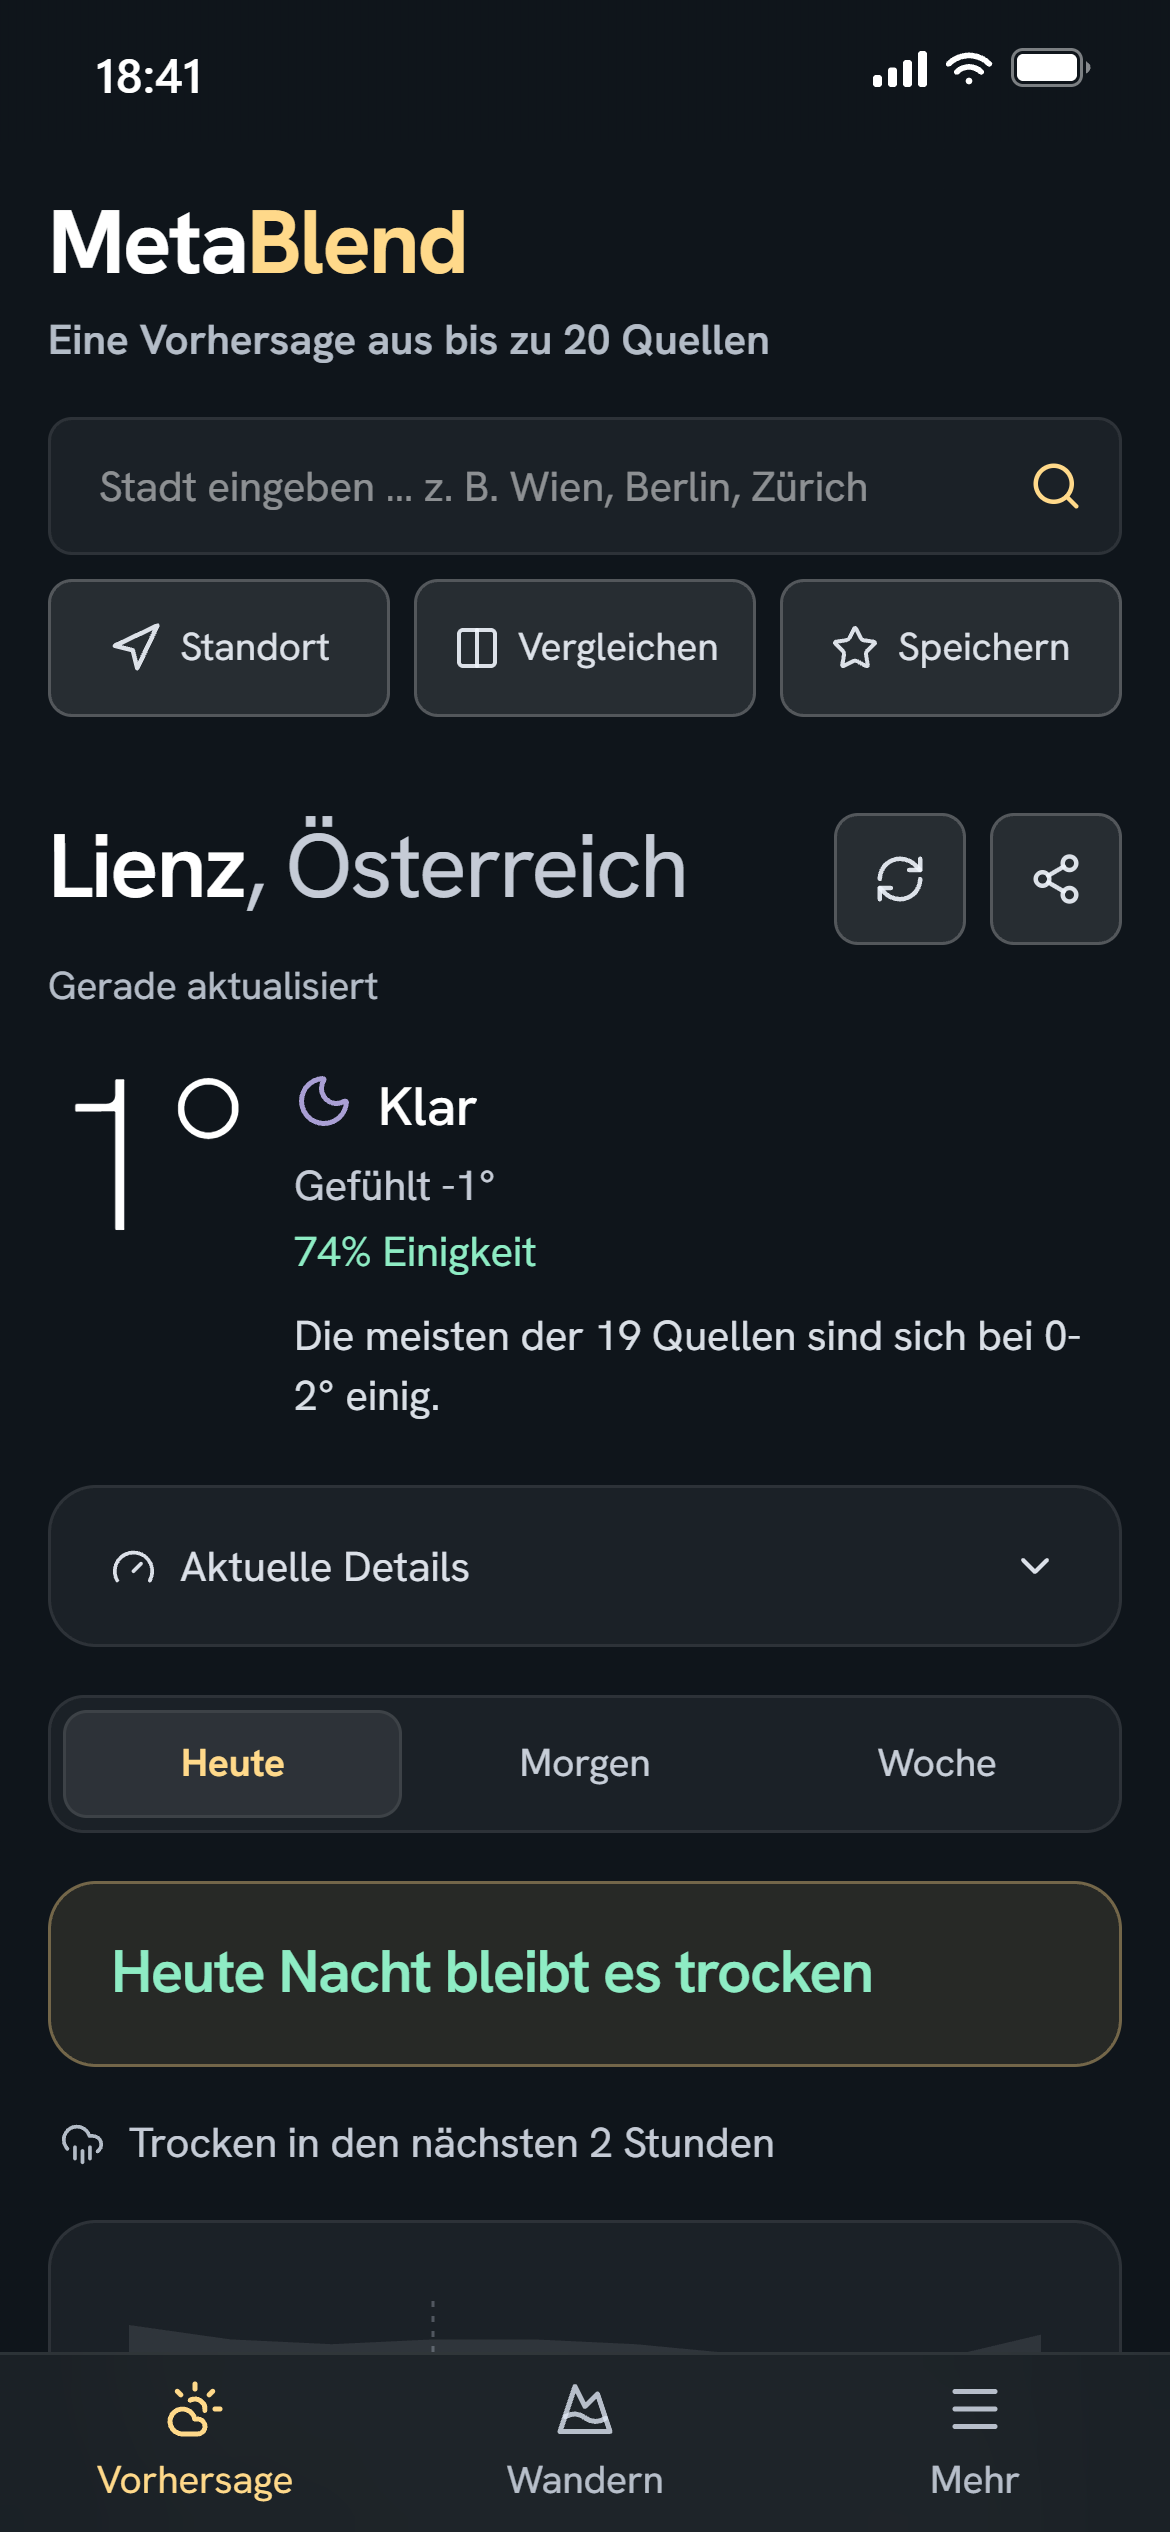 18:41
MetaBlend
Eine Vorhersage aus bis zu 20 Quellen
Stadt eingeben ... z. B. Wien, Berlin, Zürich
Standort
Vergleichen
Speichern
Lienz, Österreich
Gerade aktualisiert
1°
Klar
Gefühlt -1°
74% Einigkeit
Die meisten der 19 Quellen sind sich bei 0-
2° einig.
Aktuelle Details
Heute
Morgen
Woche
Heute Nacht bleibt es trocken
Trocken in den nächsten 2 Stunden
Vorhersage
Wandern
Mehr